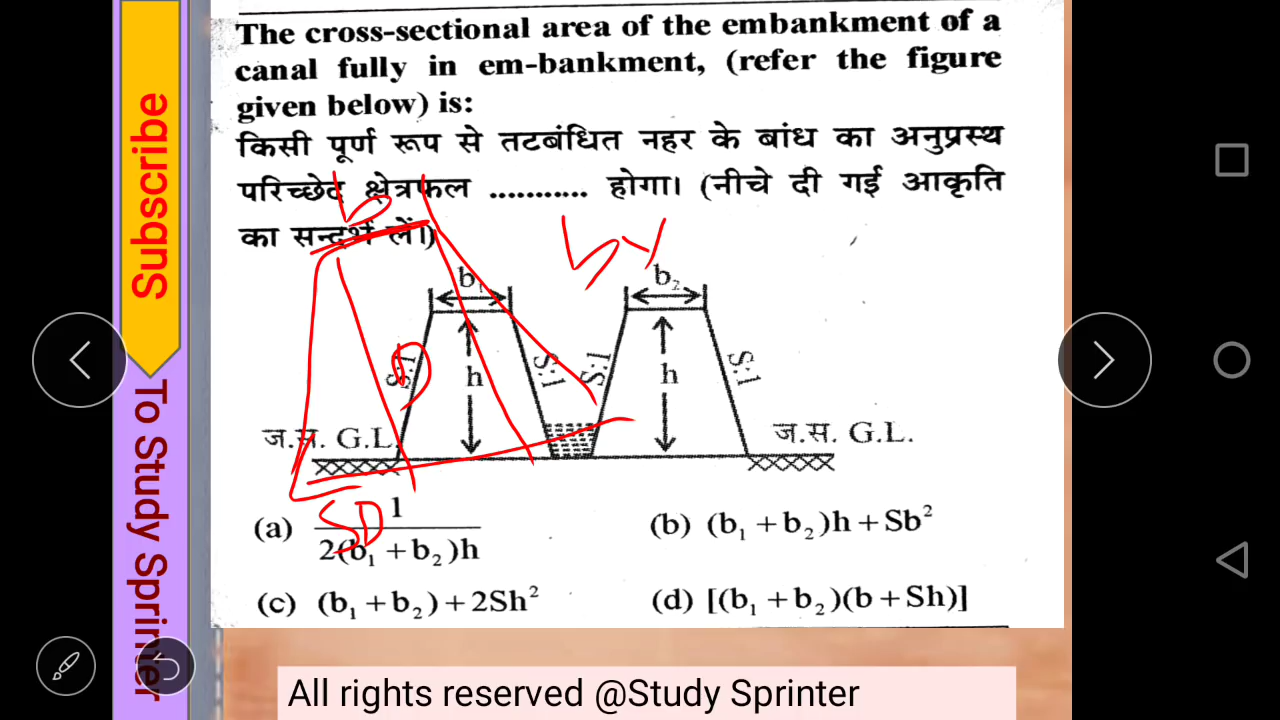 Subscribe
To Study Sprinter
The cross-sectional area of the embankment of a
canal fully in em-bankment, (refer the figure
given below) is:
किसी पूर्ण रूप से तटबंधित नहर के बांध का अनुप्रस्थ
परिच्छेद क्षेत्रफल ........... होगा। (नीचे दी गई आकृति
का सन्दर्भ लें।)
b
b₁
b₂
S:1
h
S:1
S:1
h
S:1
ज.स. G.L.
ज.स. G.L.
SD
(a) 1
2(b₁ + b₂)h
(b) (b₁ + b₂)h + Sb²
(c) (b₁ + b₂) + 2Sh²
(d) [(b₁ + b₂)(b + Sh)]
All rights reserved @Study Sprinter